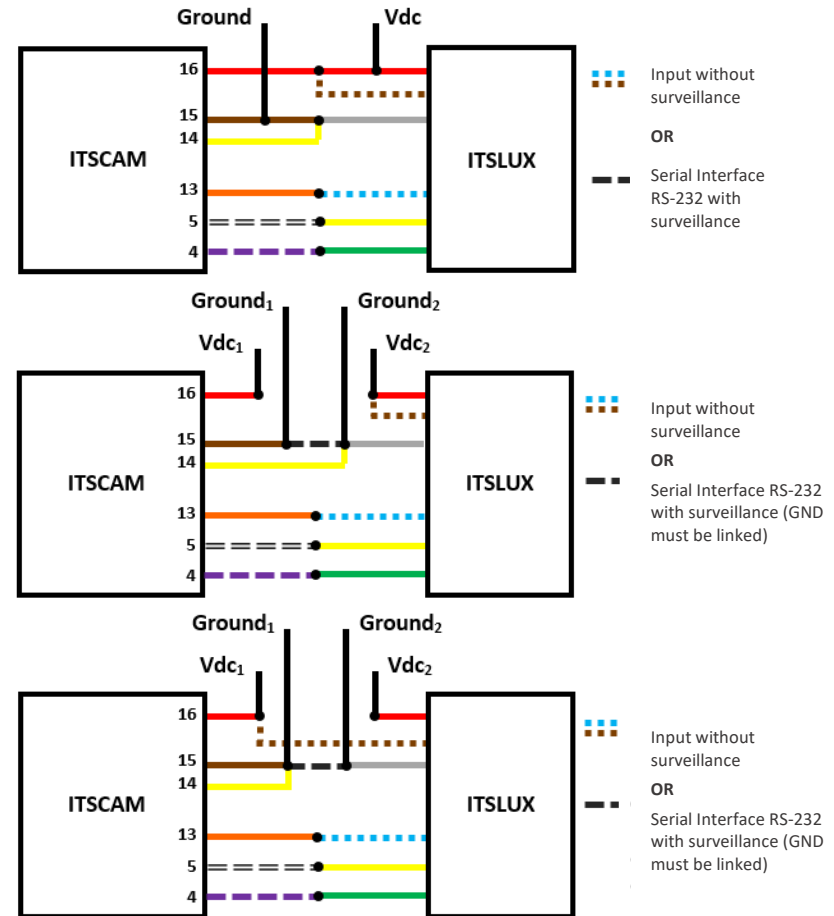 Ground Vdc
16
15
14
13
5
4
ITSCAM
ITSLUX
Input without
surveillance
OR
Serial Interface
RS-232 with
surveillance
Ground₁ Ground₂
Vdc₁ Vdc₂
16
15
14
13
5
4
ITSCAM
ITSLUX
Input without
surveillance
OR
Serial Interface RS-232
with surveillance (GND
must be linked)
Ground₁ Ground₂
Vdc₁ Vdc₂
16
15
14
13
5
4
ITSCAM
ITSLUX
Input without
surveillance
OR
Serial Interface RS-232
with surveillance (GND
must be linked)